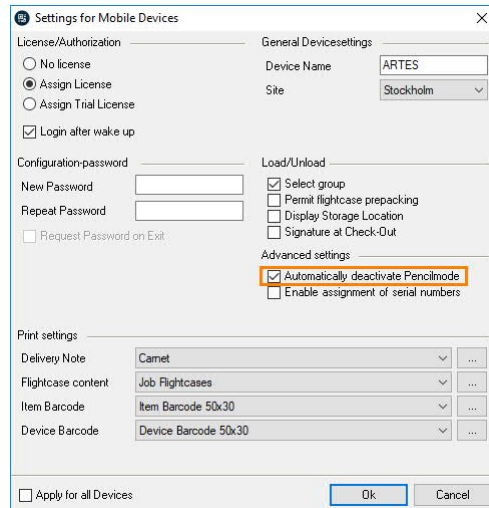 Settings for Mobile Devices
License/Authorization
No license
Assign License
Assign Trial License
Login after wake up
General Devicesettings
Device Name ARTES
Site Stockholm
Configuration-password
New Password
Repeat Password
Request Password on Exit
Load/Unload
Select group
Permit flightcase prepacking
Display Storage Location
Signature at Check-Out
Advanced settings
Automatically deactivate Pencilmode
Enable assignment of serial numbers
Print settings
Delivery Note Carnet ...
Flightcase content Job Flightcases ...
Item Barcode Item Barcode 50x30 ...
Device Barcode Device Barcode 50x30 ...
Apply for all Devices Ok Cancel